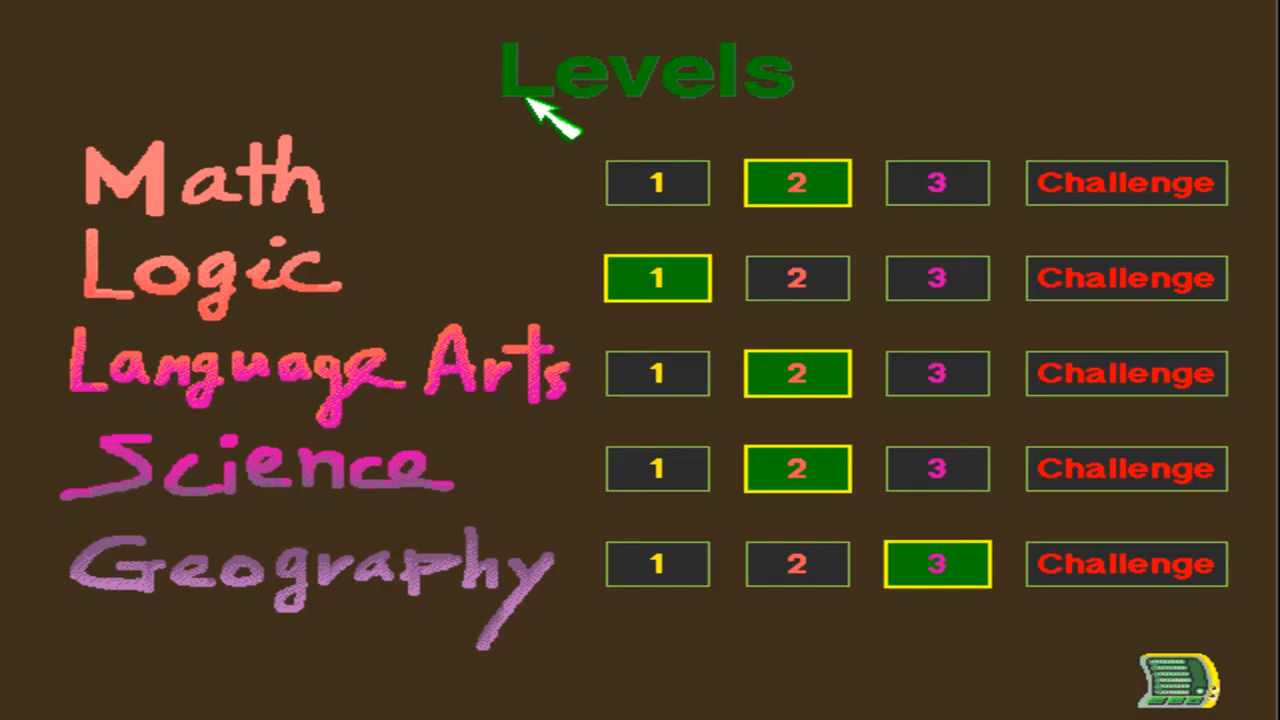 Levels
Math 1 2 3 Challenge
Logic 1 2 3 Challenge
Language Arts 1 2 3 Challenge
Science 1 2 3 Challenge
Geography 1 2 3 Challenge